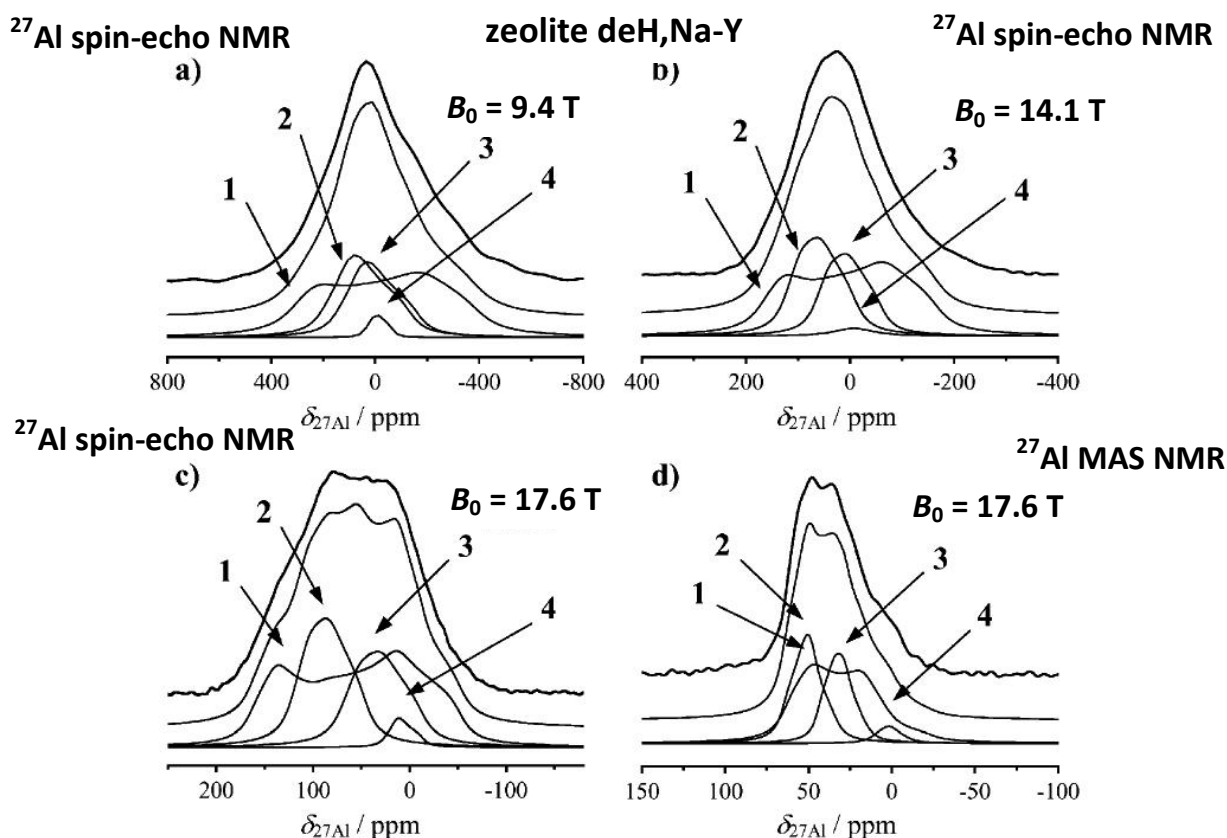 ²⁷Al spin-echo NMR
zeolite deH,Na-Y
²⁷Al spin-echo NMR
a)
B₀ = 9.4 T
1
2
3
4
800 400 0 -400 -800
δ27Al / ppm
b)
B₀ = 14.1 T
1
2
3
4
400 200 0 -200 -400
δ27Al / ppm
²⁷Al spin-echo NMR
c)
B₀ = 17.6 T
1
2
3
4
200 100 0 -100
δ27Al / ppm
²⁷Al MAS NMR
d)
B₀ = 17.6 T
2
1
3
4
150 100 50 0 -50 -100
δ27Al / ppm